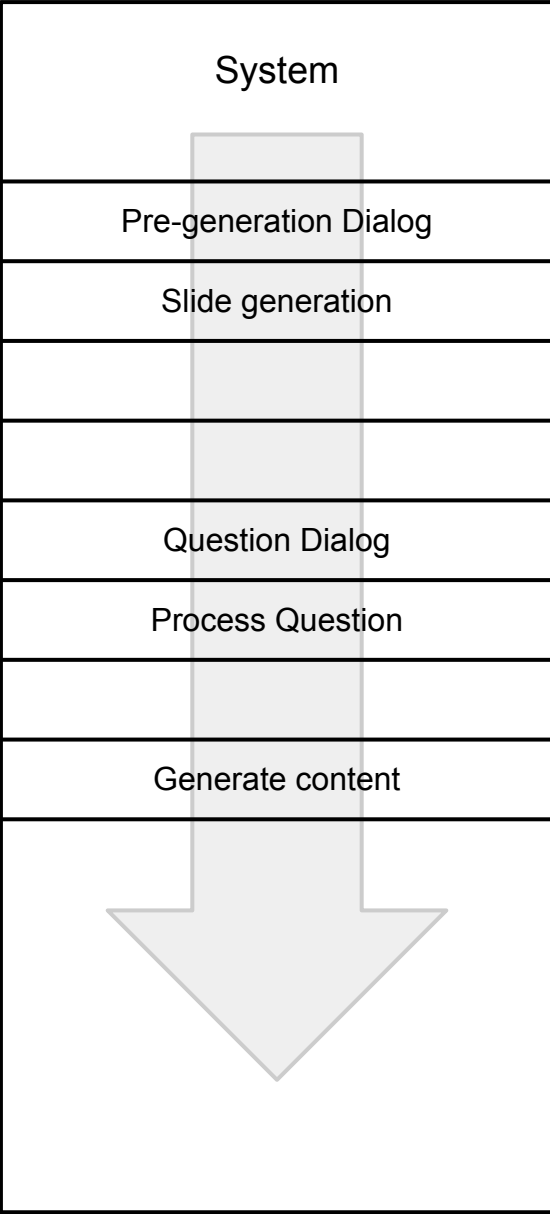 System
Pre-generation Dialog
Slide generation
Question Dialog
Process Question
Generate content